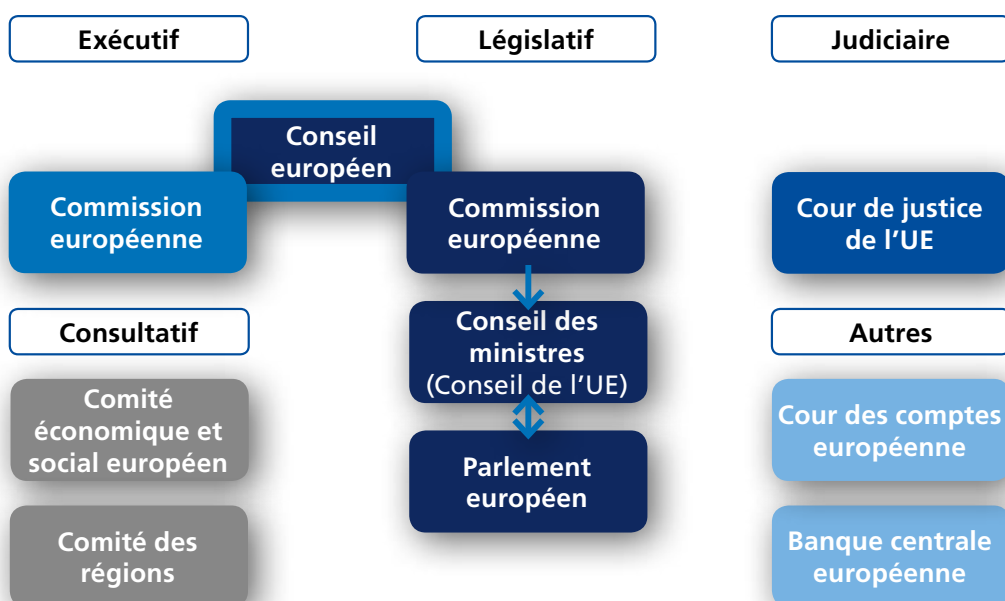 Exécutif
Législatif
Judiciaire
Conseil
européen
Commission
européenne
Commission
européenne
Cour de justice
de l’UE
Consultatif
Conseil des
ministres
(Conseil de l’UE)
Autres
Comité
économique et
social européen
Cour des comptes
européenne
Parlement
européen
Comité des
régions
Banque centrale
européenne